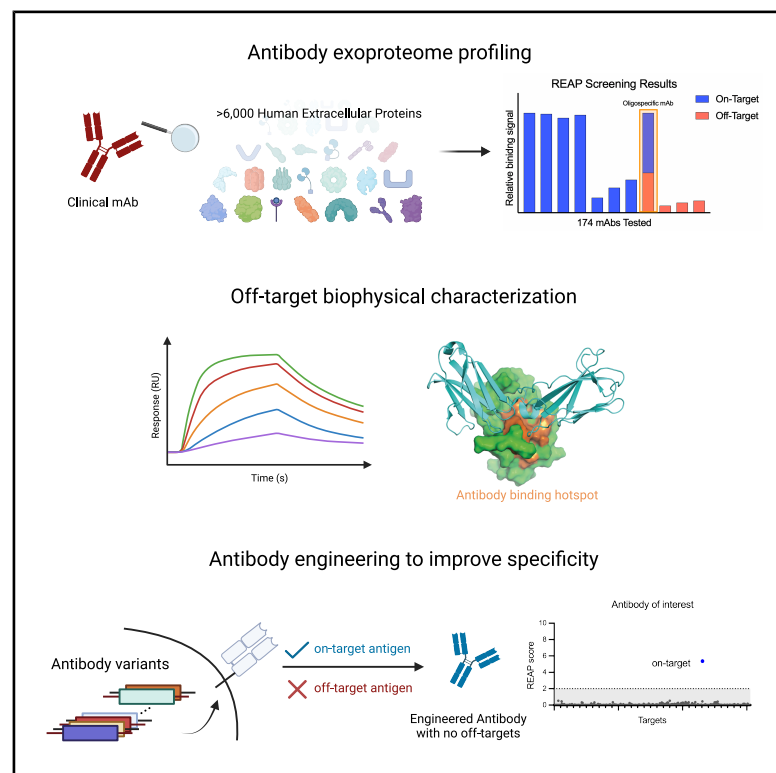 Antibody exoproteome profiling
>6,000 Human Extracellular Proteins
Clinical mAb
REAP Screening Results
Oligospecific mAb
On-Target
Off-Target
Relative binidng signal
174 mAbs Tested
Off-target biophysical characterization
Response (RU)
Time (s)
Antibody binding hotspot
Antibody engineering to improve specificity
Antibody variants
on-target antigen
off-target antigen
Engineered Antibody
with no off-targets
Antibody of interest
REAP score
10
8
6
4
2
0
on-target
Targets